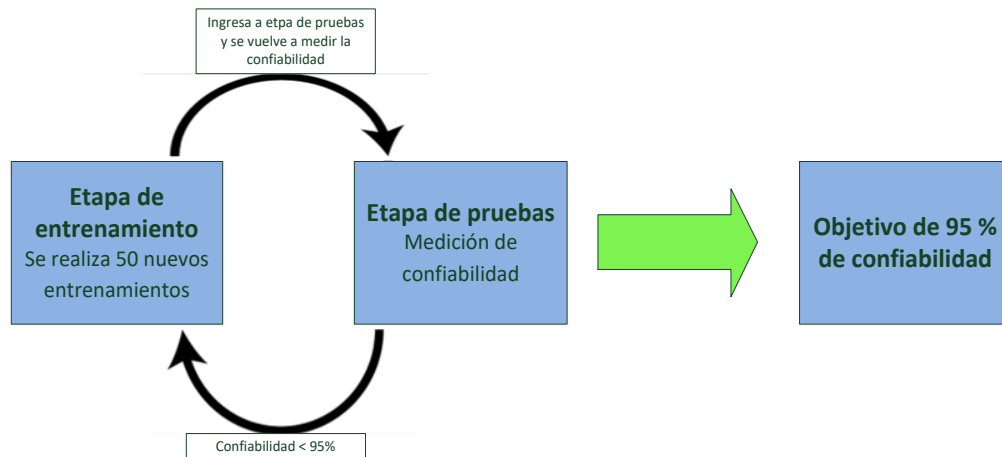 Ingresa a etpa de pruebas
y se vuelve a medir la
confiabilidad
Etapa de
entrenamiento
Se realiza 50 nuevos
entrenamientos
Etapa de pruebas
Medición de
confiabilidad
Objetivo de 95 %
de confiabilidad
Confiabilidad < 95%